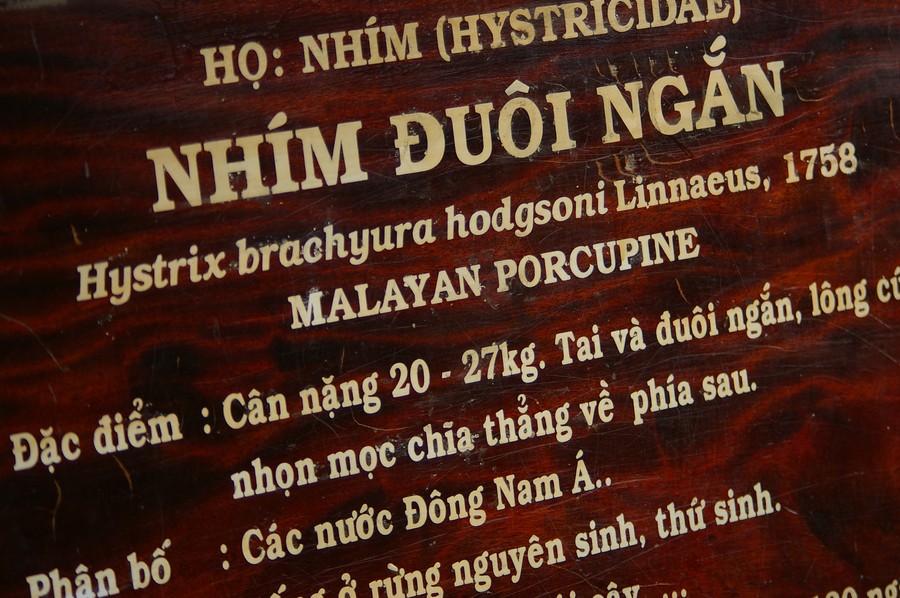 HỌ: NHÍM (HYSTRICIDAE)
NHÍM ĐUÔI NGẮN
Hystrix brachyura hodgsoni Linnaeus, 1758
MALAYAN PORCUPINE
Đặc điểm : Cân nặng 20 - 27kg. Tai và đuôi ngắn, lông
nhọn mọc chĩa thẳng về phía sau.
Phân bố : Các nước Đông Nam Á..
ở rừng nguyên sinh, thứ sinh.